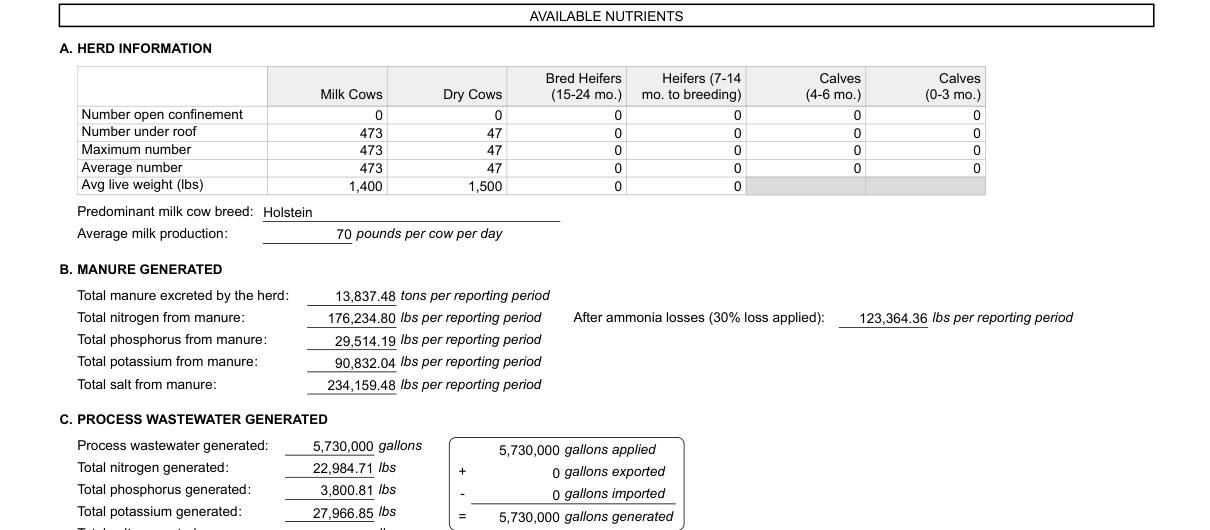 AVAILABLE NUTRIENTS
A. HERD INFORMATION
Milk Cows Dry Cows Bred Heifers (15-24 mo.) Heifers (7-14 mo. to breeding) Calves (4-6 mo.) Calves (0-3 mo.)
Number open confinement 0 0 0 0 0 0
Number under roof 473 47 0 0 0 0
Maximum number 473 47 0 0 0 0
Average number 473 47 0 0 0 0
Avg live weight (lbs) 1,400 1,500 0 0
Predominant milk cow breed: Holstein
Average milk production: 70 pounds per cow per day
B. MANURE GENERATED
Total manure excreted by the herd: 13,837.48 tons per reporting period
Total nitrogen from manure: 176,234.80 lbs per reporting period After ammonia losses (30% loss applied): 123,364.36 lbs per reporting period
Total phosphorus from manure: 29,514.19 lbs per reporting period
Total potassium from manure: 90,832.04 lbs per reporting period
Total salt from manure: 234,159.48 lbs per reporting period
C. PROCESS WASTEWATER GENERATED
Process wastewater generated: 5,730,000 gallons 5,730,000 gallons applied
Total nitrogen generated: 22,984.71 lbs + 0 gallons exported
Total phosphorus generated: 3,800.81 lbs - 0 gallons imported
Total potassium generated: 27,966.85 lbs = 5,730,000 gallons generated